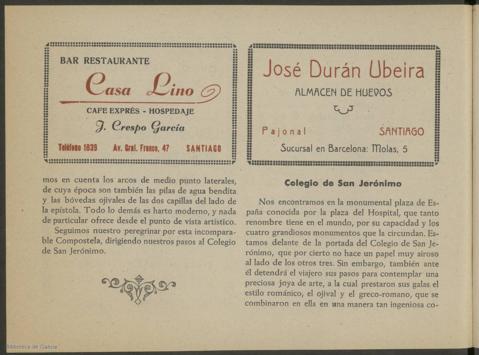 BAR RESTAURANTE
Casa Lino
CAFE EXPRÉS - HOSPEDAJE
J. Crespo García
Teléfono 1839 Av. Gral. Franco, 47 SANTIAGO
mos en cuenta los arcos de medio punto laterales,
de cuya época son también las pilas de agua bendita
y las bóvedas ojivales de las dos capillas del lado de
la epístola. Todo lo demás es harto moderno, y nada
de particular ofrece desde el punto de vista artístico.
Seguimos nuestro peregrinar por esta incompara-
ble Compostela, dirigiendo nuestros pasos al Colegio
de San Jerónimo.
José Durán Ubeira
ALMACEN DE HUEVOS
Pajonal SANTIAGO
Sucursal en Barcelona: Molas, 5
Colegio de San Jerónimo
Nos encontramos en la monumental plaza de Es-
paña conocida por la plaza del Hospital, que tanto
renombre tiene en el mundo, por su capacidad y los
cuatro grandiosos monumentos que la circundan. Es-
tamos delante de la portada del Colegio de San Je-
rónimo, que por cierto no hace un papel muy airoso
al lado de los otros tres. Sin embargo, también ante
él detendrá el viajero sus pasos para contemplar una
preciosa joya de arte, a la cual prestaron sus galas el
estilo románico, el ojival y el greco-romano, que se
combinaron en ella en una manera tan ingeniosa co-
Biblioteca de Galicia